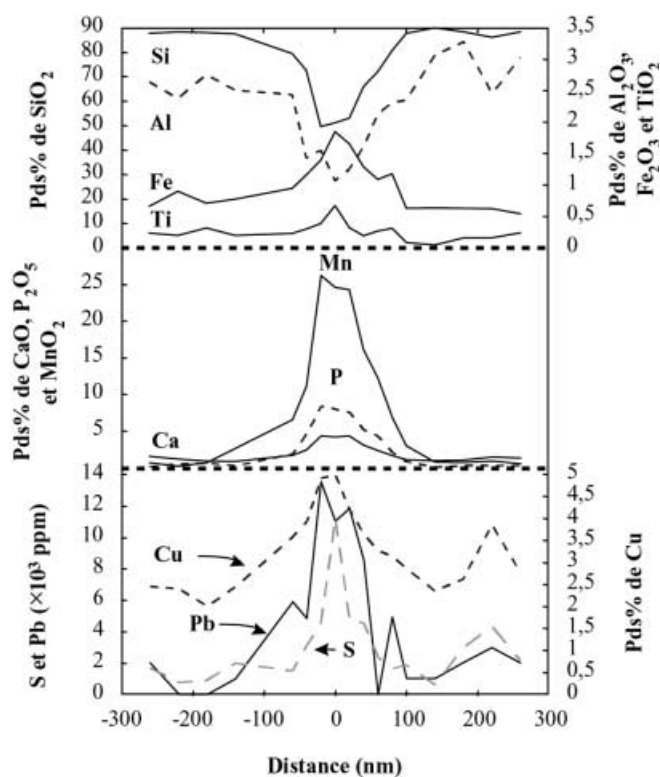 90
80
70
60
50
40
30
20
10
0
Pds% de SiO2
Si
Al
Fe
Ti
3,5
3
2,5
2
1,5
1
0,5
0
Pds% de Al2O3,
Fe2O3 et TiO2
25
20
15
10
5
Pds% de CaO, P2O5
et MnO2
Mn
P
Ca
14
12
10
8
6
4
2
0
S et Pb (×10³ ppm)
Cu
Pb
S
5
4,5
4
3,5
3
2,5
2
1,5
1
0,5
0
Pds% de Cu
-300 -200 -100 0 100 200 300
Distance (nm)